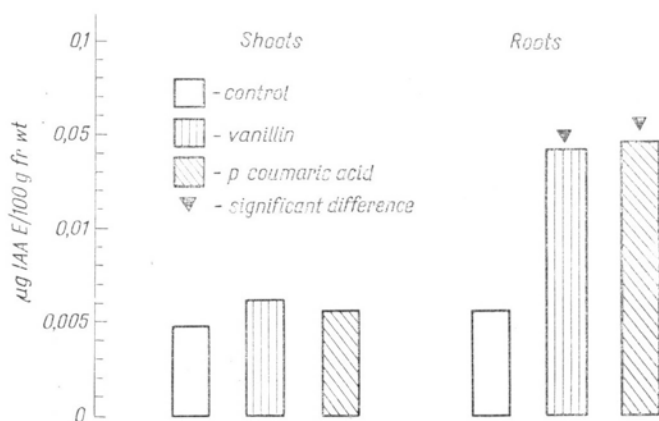 0,1
Shoots
Roots
- control
- vanillin
0,05
- p coumaric acid
- significant difference
0,01
0,005
0
µg IAA E/100 g fr wt